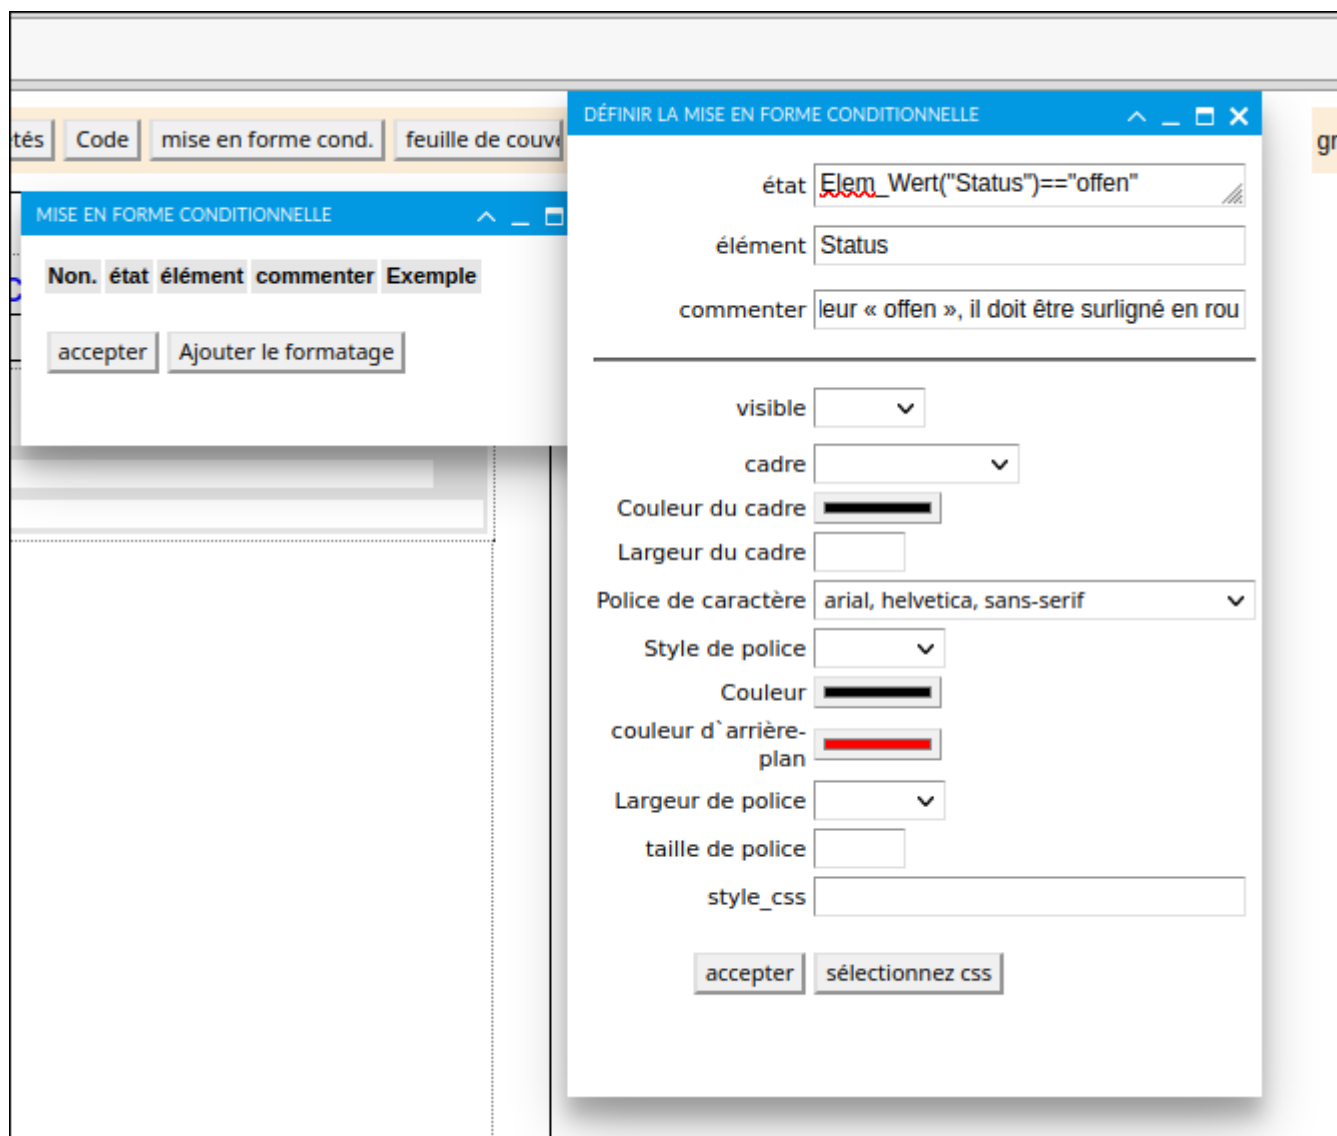 tés Code mise en forme cond. feuille de couve
DÉFINIR LA MISE EN FORME CONDITIONNELLE
gr
MISE EN FORME CONDITIONNELLE
Non. état élément commenter Exemple
accepter Ajouter le formatage
état Elem_Wert("Status")=="offen"
élément Status
commenter leur « offen », il doit être surligné en rou
visible
cadre
Couleur du cadre
Largeur du cadre
Police de caractère arial, helvetica, sans-serif
Style de police
Couleur
couleur d`arrière-
plan
Largeur de police
taille de police
style_css
accepter sélectionnez css